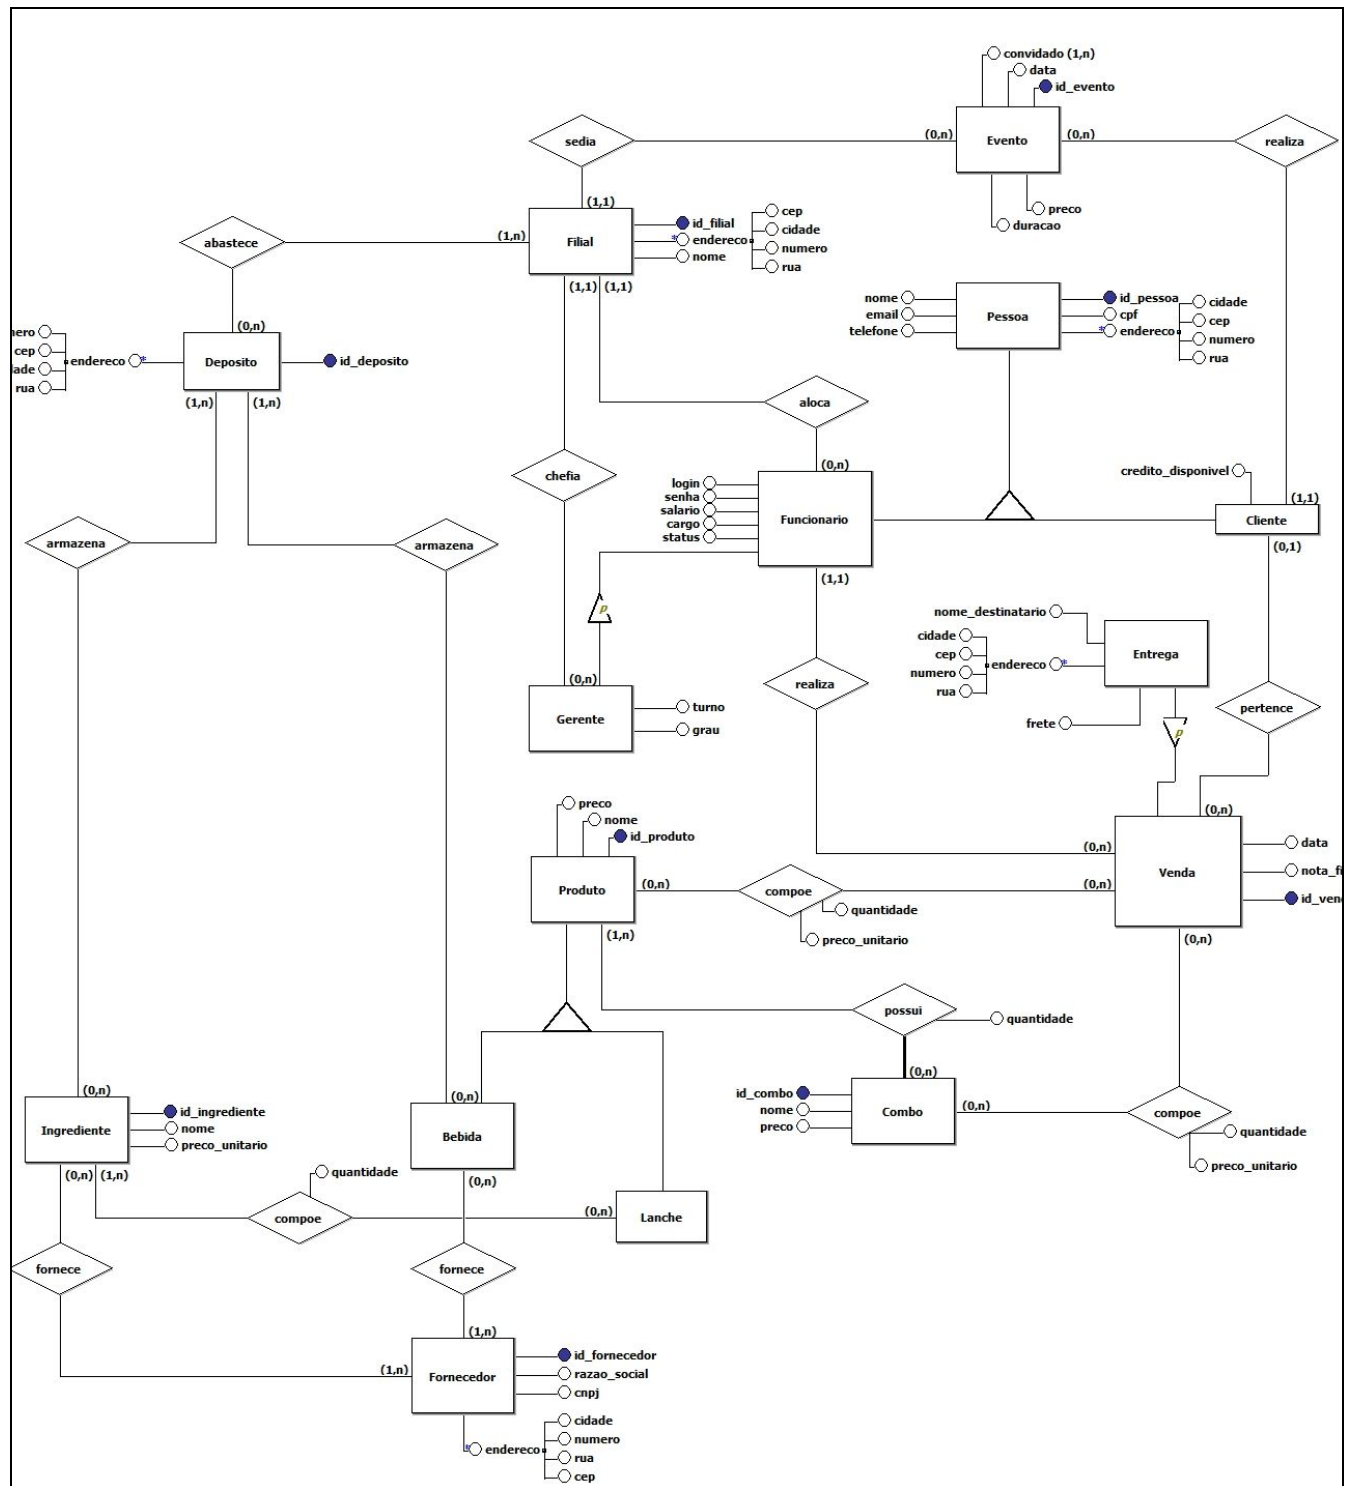 convidado (1,n)
data
id_evento
sedia
(0,n)
Evento
(0,n)
realiza
preco
duracao
(1,1)
abastece
(1,n)
Filial
id_filial
endereco
nome
cep
cidade
numero
rua
(1,1) (1,1)
nome
email
telefone
Pessoa
id_pessoa
cpf
endereco
cidade
cep
numero
rua
(0,n)
nero
cep
dade
rua
endereco
Deposito
id_deposito
(1,n)
(1,n)
aloca
(0,n)
chefia
login
senha
salario
cargo
status
Funcionario
(1,1)
credito_disponivel
(1,1)
Cliente
(0,1)
armazena
armazena
p
nome_destinatario
cidade
cep
numero
rua
endereco
Entrega
frete
p
realiza
pertence
(0,n)
Gerente
turno
grau
preco
nome
id_produto
(0,n)
(0,n)
Produto
(0,n)
compoe
(0,n)
Venda
data
nota_fi
id_ven
quantidade
preco_unitario
(1,n)
(0,n)
possui
quantidade
(0,n)
id_combo
nome
preco
Combo
(0,n)
compoe
quantidade
preco_unitario
(0,n)
Ingrediente
id_ingrediente
nome
preco_unitario
(0,n)
Bebida
(0,n) (1,n)
(0,n)
quantidade
compoe
(0,n)
Lanche
fornece
fornece
(1,n)
(1,n)
Fornecedor
id_fornecedor
razao_social
cnpj
endereco
cidade
numero
rua
cep